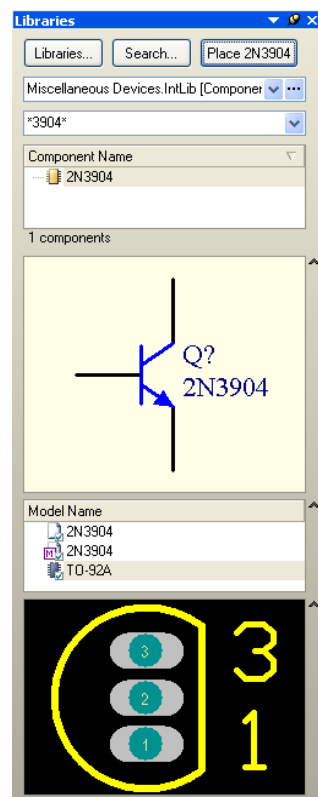 Libraries
Libraries... Search... Place 2N3904
Miscellaneous Devices.IntLib [Componer
*3904*
Component Name
2N3904
1 components
Q?
2N3904
Model Name
2N3904
M 2N3904
TO-92A
3 3
2
1 1